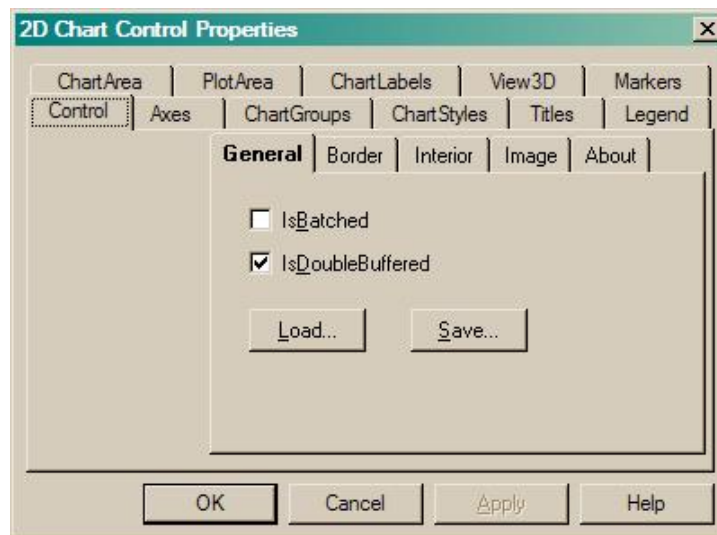 2D Chart Control Properties
ChartArea PlotArea ChartLabels View3D Markers
Control Axes ChartGroups ChartStyles Titles Legend
General Border Interior Image About
IsBatched
IsDoubleBuffered
Load... Save...
OK Cancel Apply Help